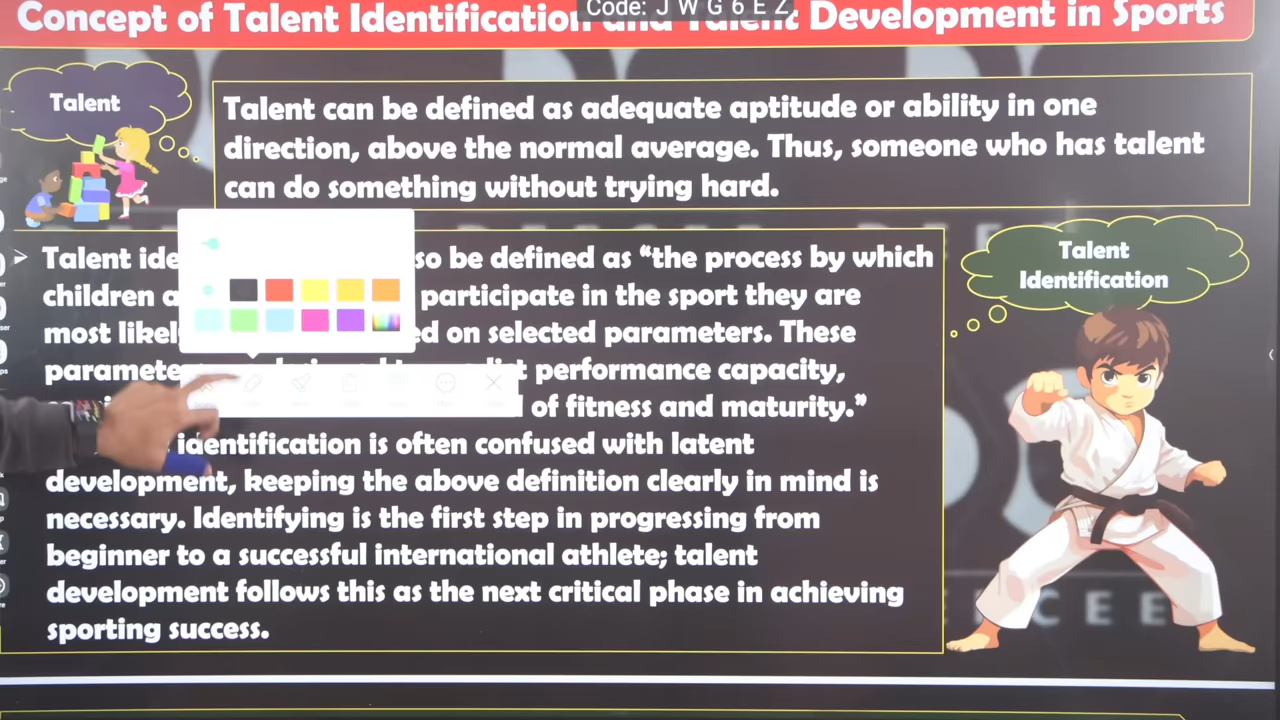 Code: J W G 6 E Z
Concept of Talent Identification and Talent Development in Sports
Talent
Talent can be defined as adequate aptitude or ability in one
direction, above the normal average. Thus, someone who has talent
can do something without trying hard.
Talent ide so be defined as “the process by which
children a participate in the sport they are
most likely ed on selected parameters. These
paramete performance capacity,
of fitness and maturity.”
identification is often confused with latent
development, keeping the above definition clearly in mind is
necessary. Identifying is the first step in progressing from
beginner to a successful international athlete; talent
development follows this as the next critical phase in achieving
sporting success.
Talent
Identification
CEE